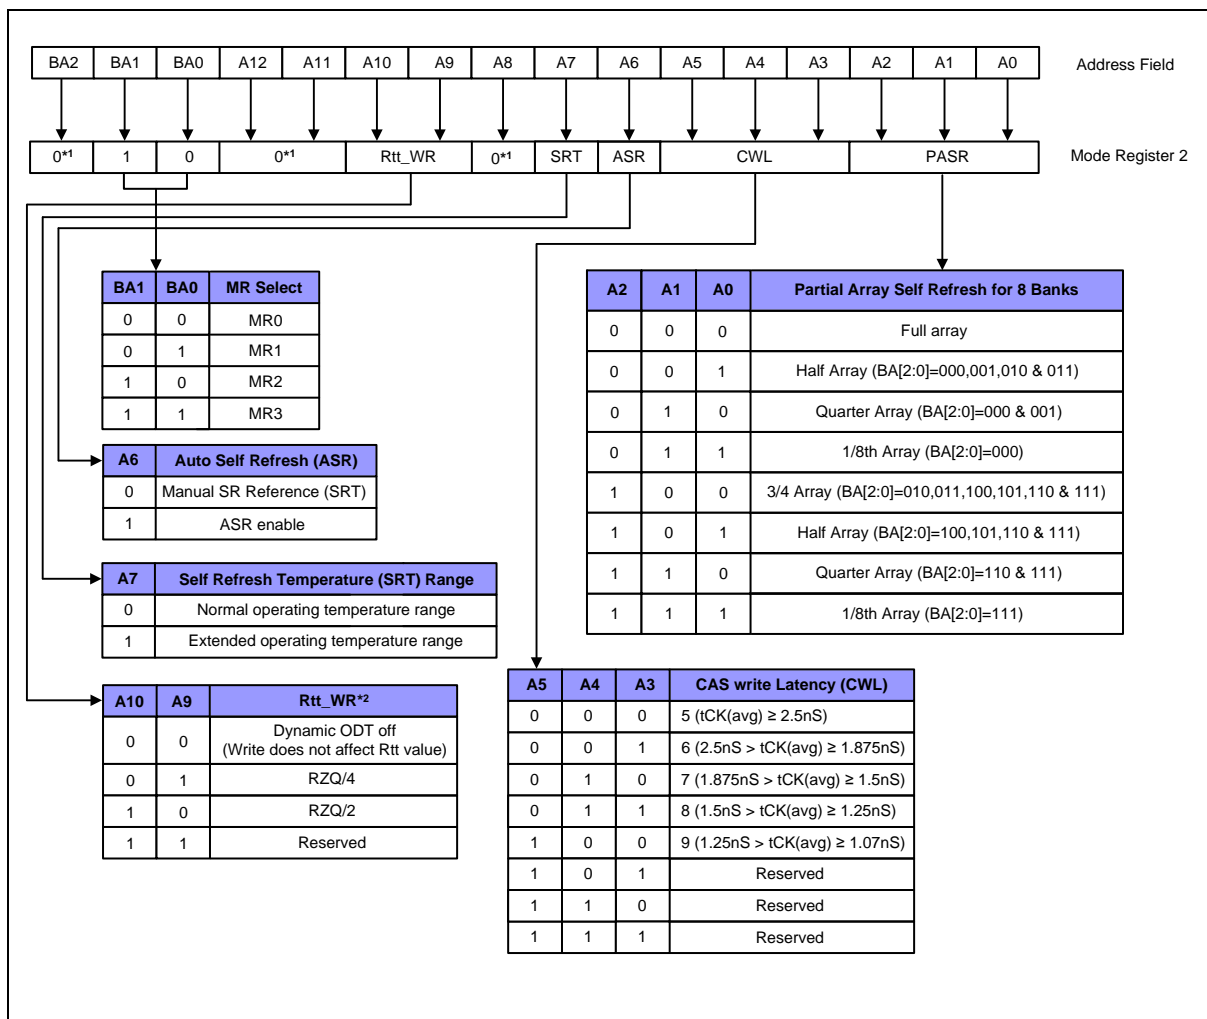 BA2 BA1 BA0 A12 A11 A10 A9 A8 A7 A6 A5 A4 A3 A2 A1 A0 Address Field
0*1 1 0 0*1 Rtt_WR 0*1 SRT ASR CWL PASR Mode Register 2
BA1 BA0 MR Select
0 0 MR0
0 1 MR1
1 0 MR2
1 1 MR3
A6 Auto Self Refresh (ASR)
0 Manual SR Reference (SRT)
1 ASR enable
A7 Self Refresh Temperature (SRT) Range
0 Normal operating temperature range
1 Extended operating temperature range
A10 A9 Rtt_WR*2
0 0 Dynamic ODT off
(Write does not affect Rtt value)
0 1 RZQ/4
1 0 RZQ/2
1 1 Reserved
A2 A1 A0 Partial Array Self Refresh for 8 Banks
0 0 0 Full array
0 0 1 Half Array (BA[2:0]=000,001,010 & 011)
0 1 0 Quarter Array (BA[2:0]=000 & 001)
0 1 1 1/8th Array (BA[2:0]=000)
1 0 0 3/4 Array (BA[2:0]=010,011,100,101,110 & 111)
1 0 1 Half Array (BA[2:0]=100,101,110 & 111)
1 1 0 Quarter Array (BA[2:0]=110 & 111)
1 1 1 1/8th Array (BA[2:0]=111)
A5 A4 A3 CAS write Latency (CWL)
0 0 0 5 (tCK(avg) ≥ 2.5nS)
0 0 1 6 (2.5nS > tCK(avg) ≥ 1.875nS)
0 1 0 7 (1.875nS > tCK(avg) ≥ 1.5nS)
0 1 1 8 (1.5nS > tCK(avg) ≥ 1.25nS)
1 0 0 9 (1.25nS > tCK(avg) ≥ 1.07nS)
1 0 1 Reserved
1 1 0 Reserved
1 1 1 Reserved